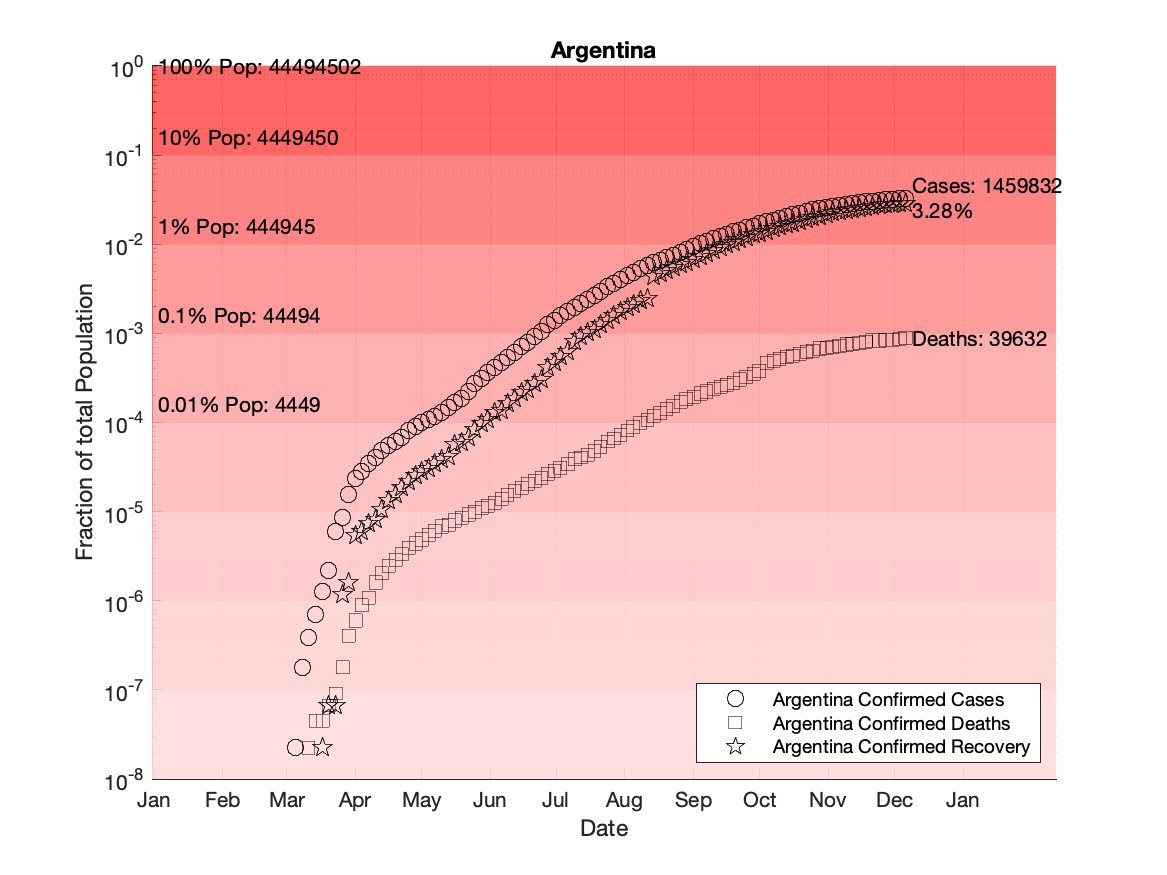 Argentina
10^0
100% Pop: 44494502
10% Pop: 4449450
10^-1
Cases: 1459832
3.28%
1% Pop: 444945
10^-2
0.1% Pop: 44494
10^-3
Deaths: 39632
0.01% Pop: 4449
10^-4
10^-5
10^-6
10^-7
10^-8
Fraction of total Population
Argentina Confirmed Cases
Argentina Confirmed Deaths
Argentina Confirmed Recovery
Jan Feb Mar Apr May Jun Jul Aug Sep Oct Nov Dec Jan
Date